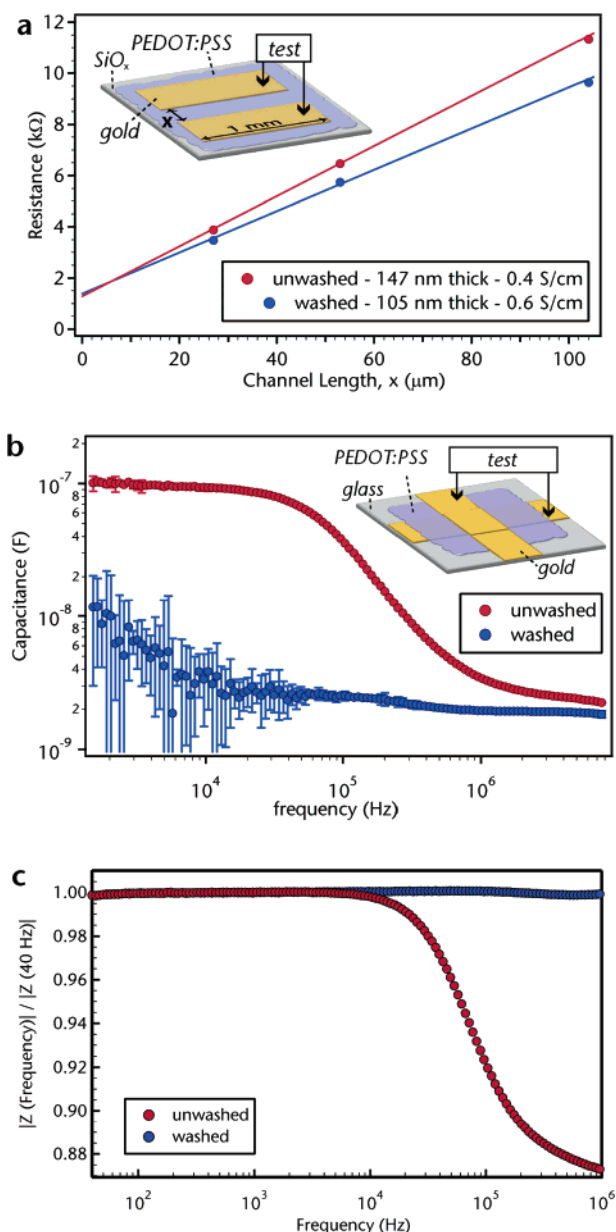 a
12
10
8
6
4
2
0
Resistance (kΩ)
SiOₓ
PEDOT:PSS
test
gold
x
1 mm
unwashed - 147 nm thick - 0.4 S/cm
washed - 105 nm thick - 0.6 S/cm
0 20 40 60 80 100
Channel Length, x (μm)
b
2
10⁻⁷
8
6
4
2
10⁻⁸
8
6
4
2
10⁻⁹
Capacitance (F)
PEDOT:PSS
test
glass
gold
unwashed
washed
10⁴ 10⁵ 10⁶
frequency (Hz)
c
1.00
0.96
0.94
0.92
0.90
0.88
0.98
|Z (Frequency)| / |Z (40 Hz)|
unwashed
washed
10² 10³ 10⁴ 10⁵ 10⁶
Frequency (Hz)